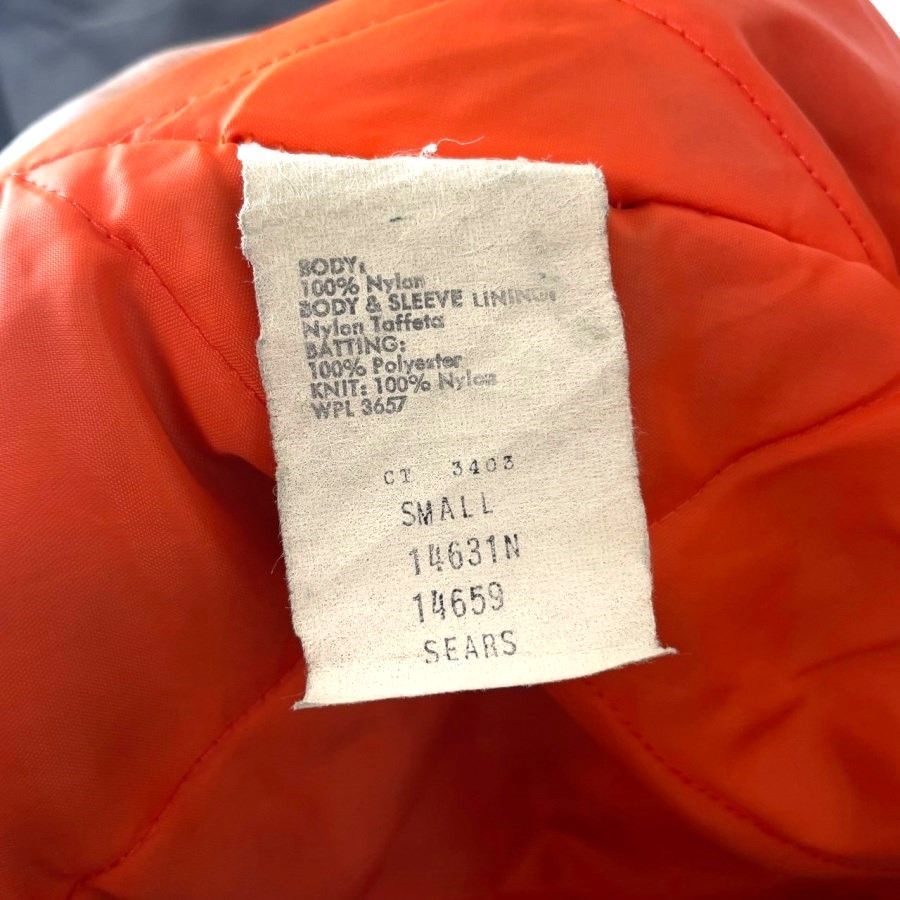 BODY:
100% Nylon
BODY & SLEEVE LINING:
Nylon Taffeta
BATTING:
100% Polyester
KNIT: 100% Nylon
WPL 3657
CT 3403
SMALL
14631N
14659
SEARS